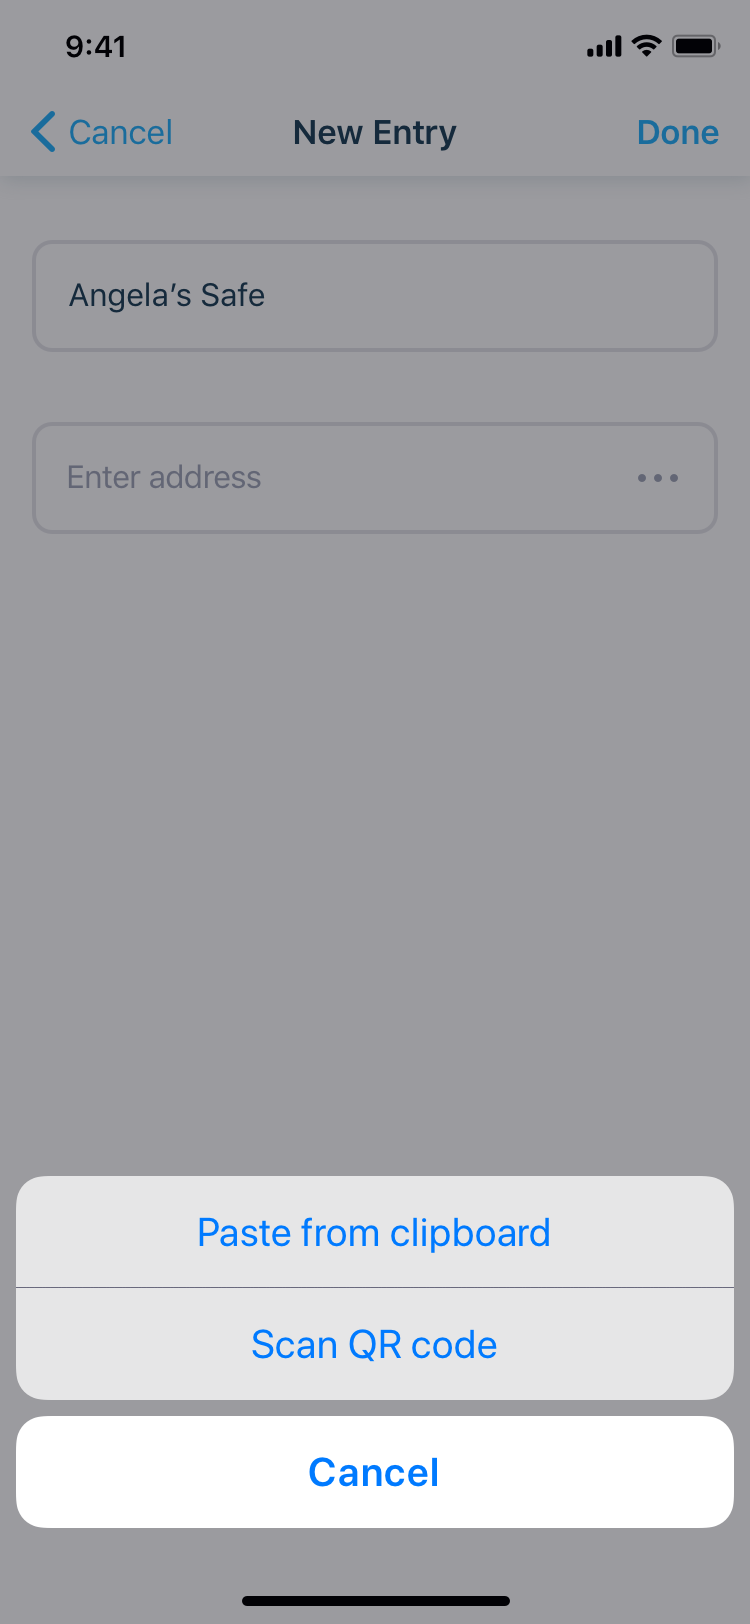 9:41
Cancel New Entry Done
Angela’s Safe
Enter address
Paste from clipboard
Scan QR code
Cancel